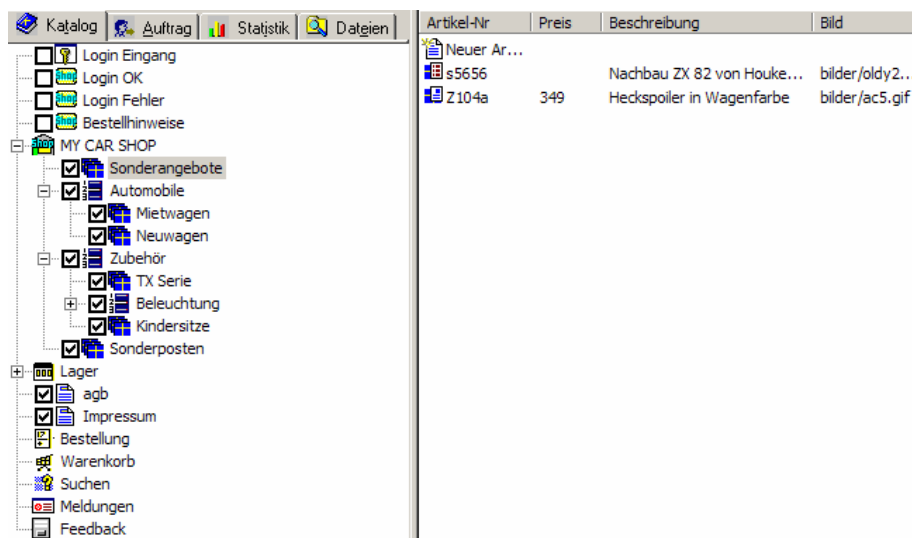 Katalog Auftrag Statistik Dateien
Login Eingang
Login OK
Login Fehler
Bestellhinweise
MY CAR SHOP
Sonderangebote
Automobile
Mietwagen
Neuwagen
Zubehör
TX Serie
Beleuchtung
Kindersitze
Sonderposten
Lager
agb
Impressum
Bestellung
Warenkorb
Suchen
Meldungen
Feedback
Artikel-Nr Preis Beschreibung Bild
Neuer Ar...
s5656 Nachbau ZX 82 von Houke... bilder/oldy2...
Z104a 349 Heckspoiler in Wagenfarbe bilder/ac5.gif